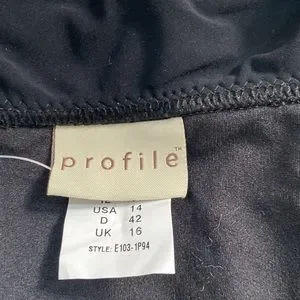 profile™
USA 14
D 42
UK 16
STYLE: E103-1P94